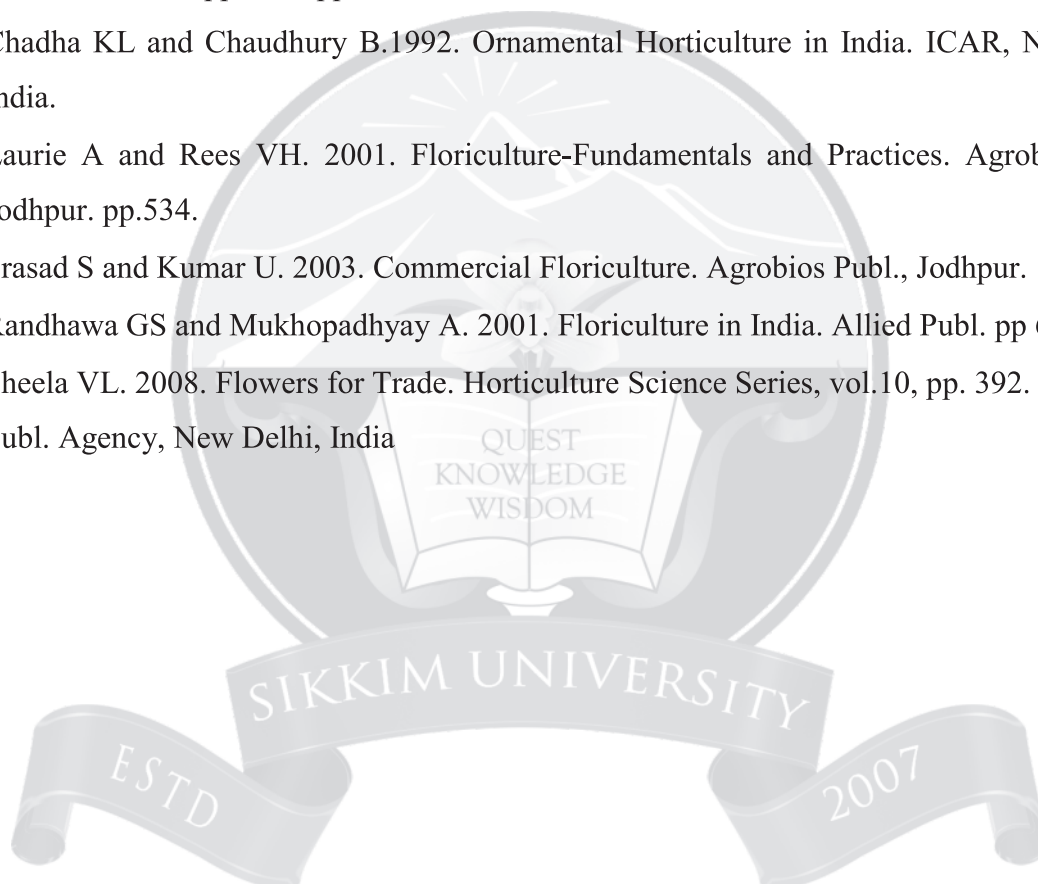 Chadha KL and Chaudhury B.1992. Ornamental Horticulture in India. ICAR, N
ndia.
Laurie A and Rees VH. 2001. Floriculture-Fundamentals and Practices. Agrob
odhpur. pp.534.
rasad S and Kumar U. 2003. Commercial Floriculture. Agrobios Publ., Jodhpur.
Randhawa GS and Mukhopadhyay A. 2001. Floriculture in India. Allied Publ. pp
heela VL. 2008. Flowers for Trade. Horticulture Science Series, vol.10, pp. 392.
ubl. Agency, New Delhi, India
QUEST
KNOWLEDGE
WISDOM
SIKKIM UNIVERSITY
ESTD
2007